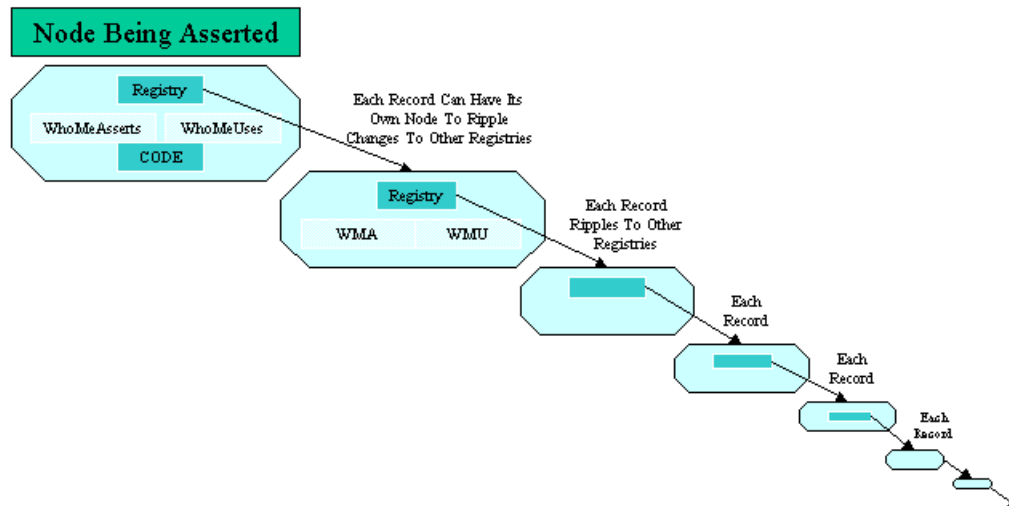 Node Being Asserted
Registry
WhoMeAsserts
WhoMeUses
CODE
Each Record Can Have Its
Own Node To Ripple
Changes To Other Registries
Registry
WMA
WMU
Each Record
Ripples To Other
Registries
Each
Record
Each
Record
Each
Record